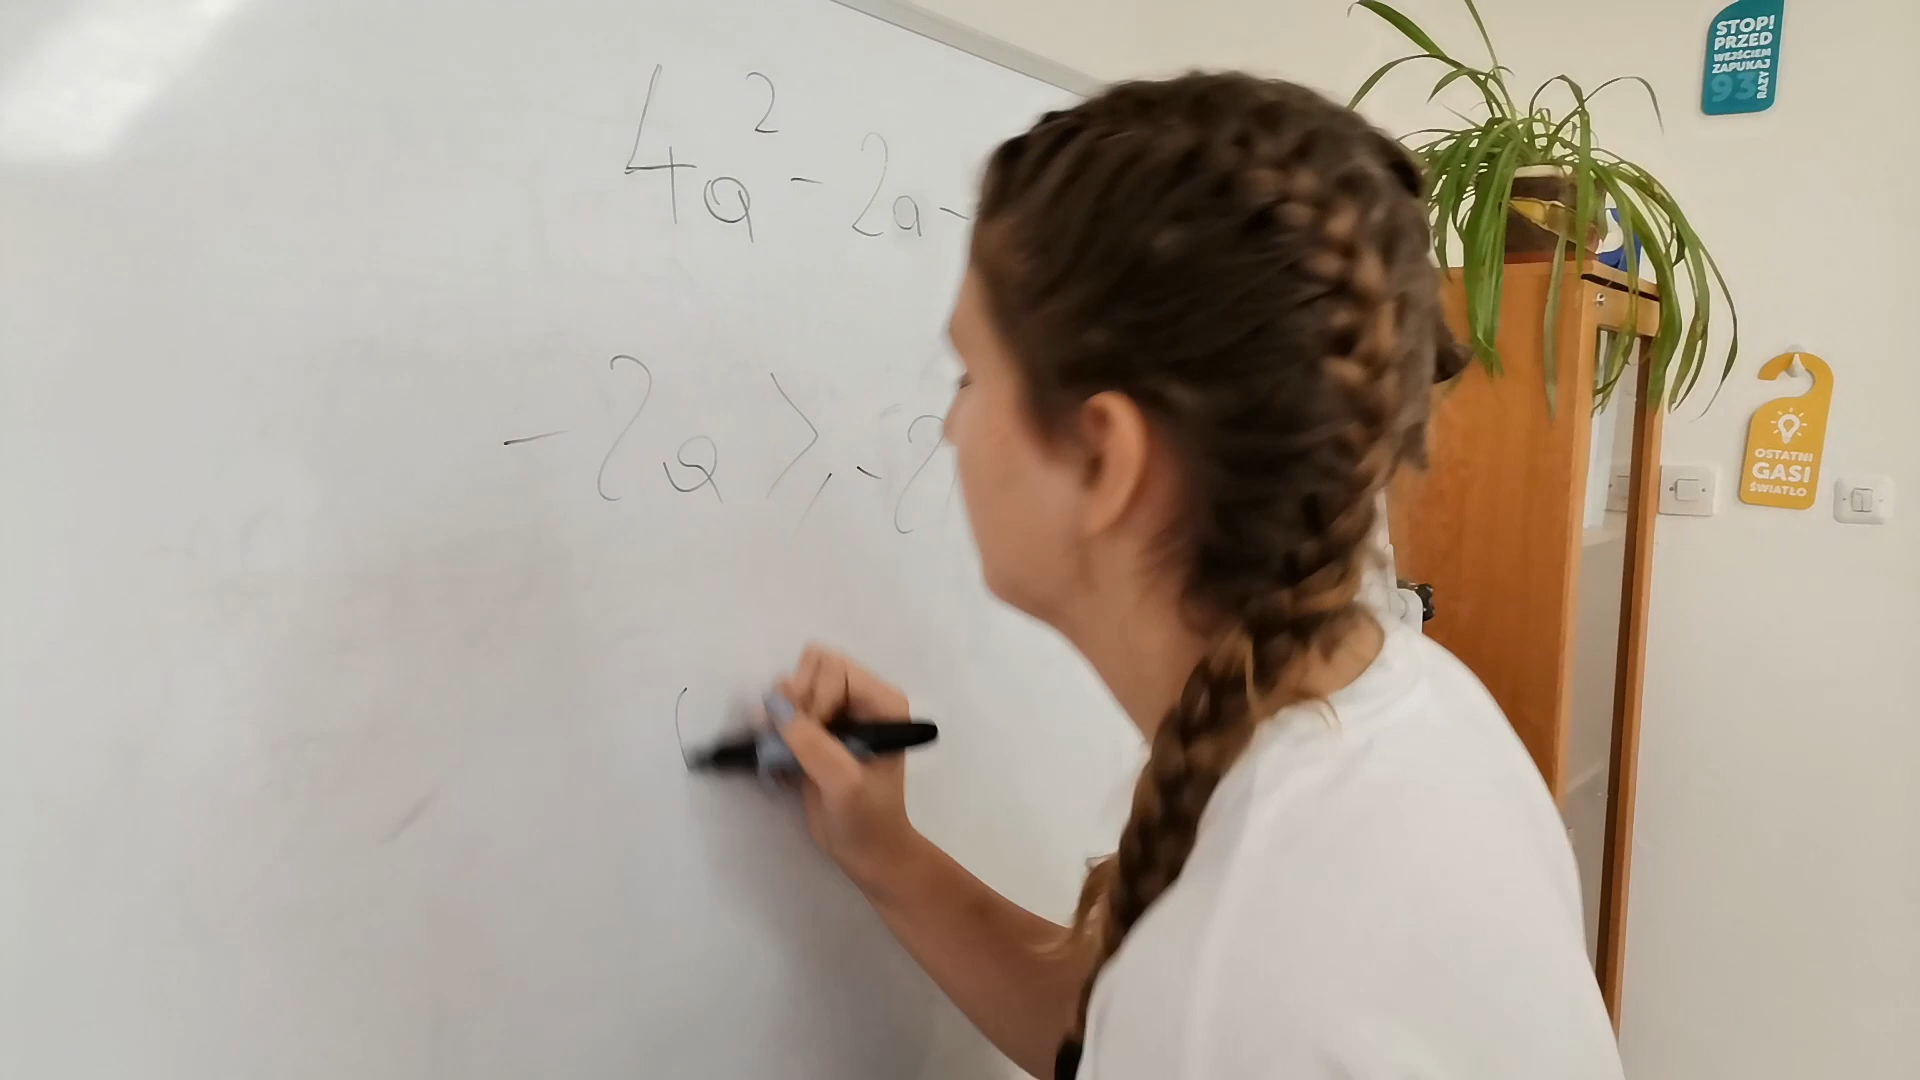 4a² - 2a -
- 2a ⩾ - 2
STOP!
PRZED
WEJŚCIEM
ZAPUKAJ
93 RAZY
OSTATNI
GASI
ŚWIATŁO